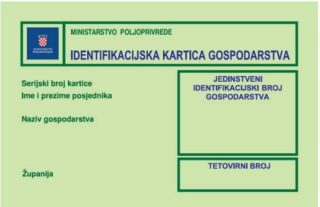 MINISTARSTVO POLJOPRIVREDE
IDENTIFIKACIJSKA KARTICA GOSPODARSTVA
Serijski broj kartice
Ime i prezime posjednika
Naziv gospodarstva
Županija
JEDINSTVENI
IDENTIFIKACIJSKI BROJ
GOSPODARSTVA
TETOVIRNI BROJ